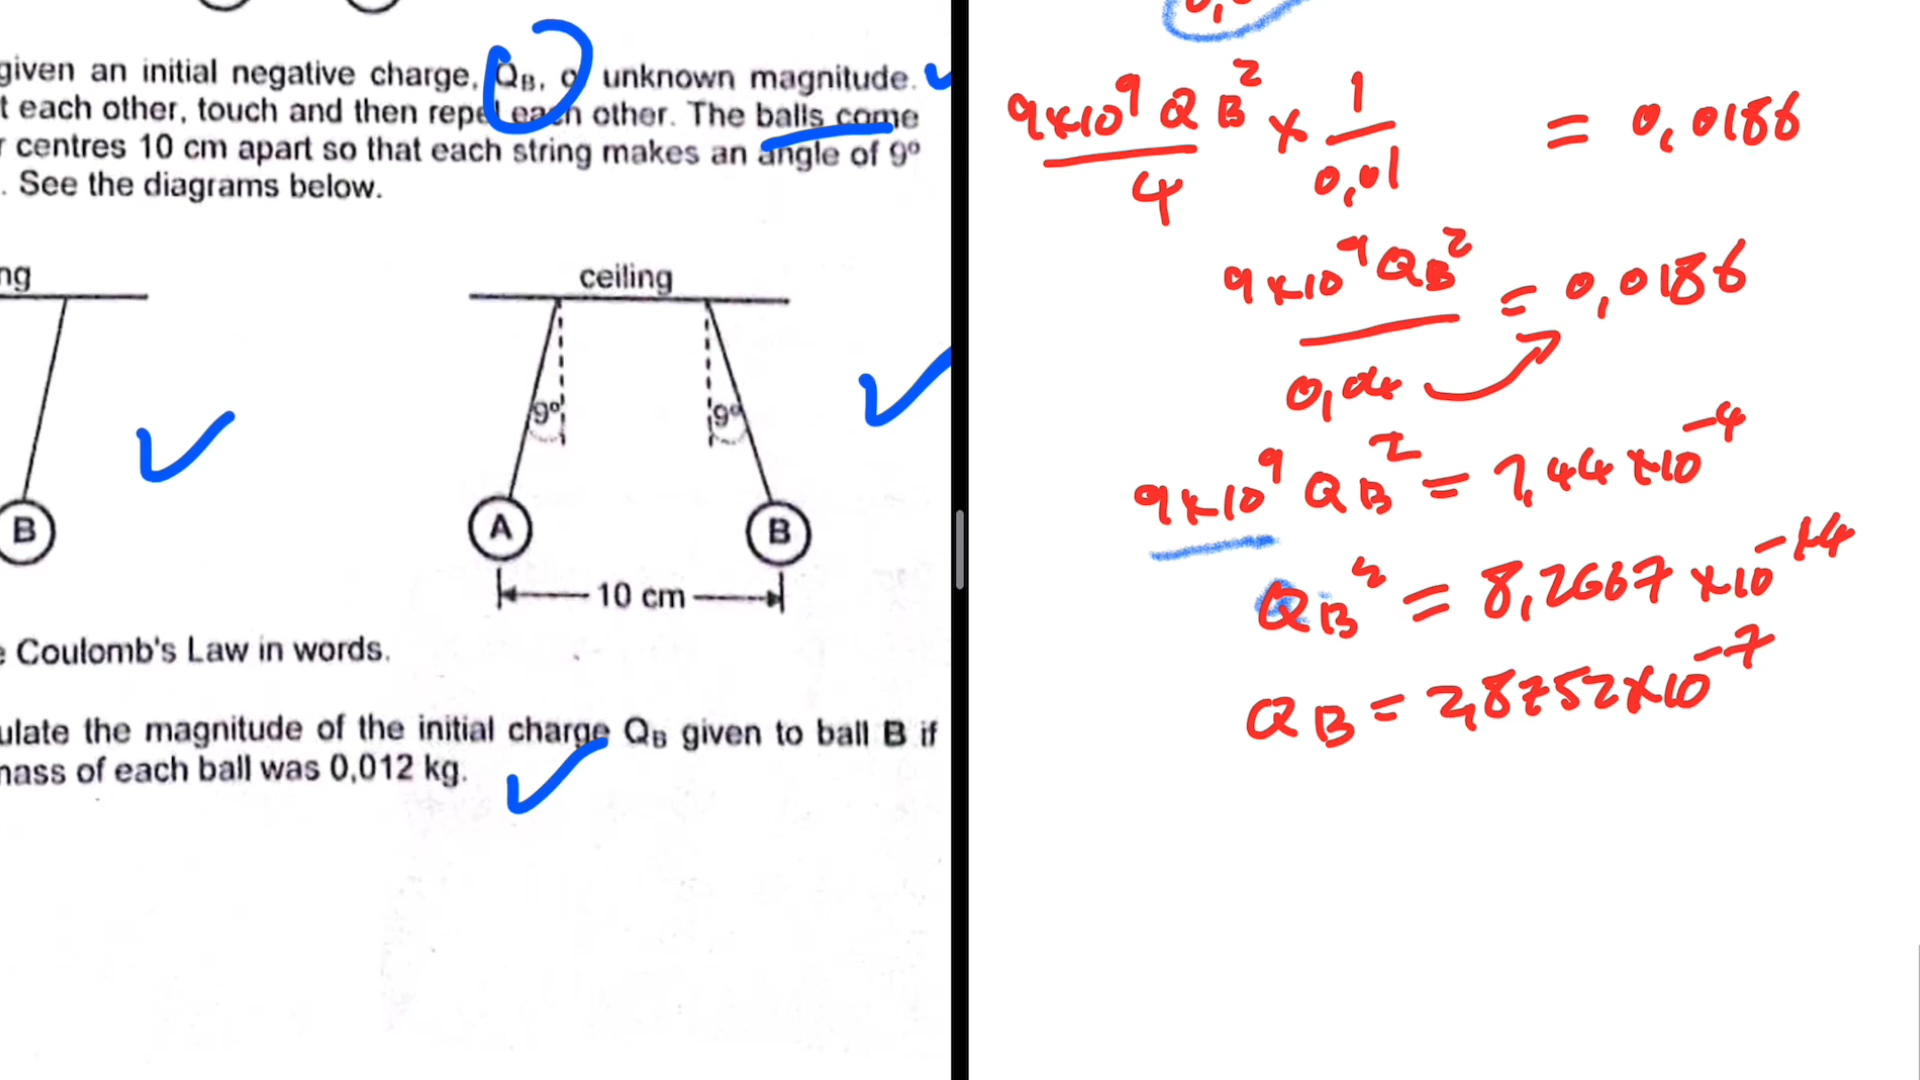 given an initial negative charge, QB, o unknown magnitude.
t each other, touch and then repel each other. The balls come
r centres 10 cm apart so that each string makes an angle of 9º
. See the diagrams below.
ng
ceiling
9º
9º
B
A
B
10 cm
e Coulomb's Law in words.
ulate the magnitude of the initial charge QB given to ball B if
mass of each ball was 0,012 kg.
9×10⁹ QB² × 1 = 0,0186
4 0,01
9×10⁹ QB² = 0,0186
0,04
9×10⁹ QB² = 7,44×10⁻⁴
QB² = 8,2667×10⁻¹⁴
QB = 2,8752×10⁻⁷